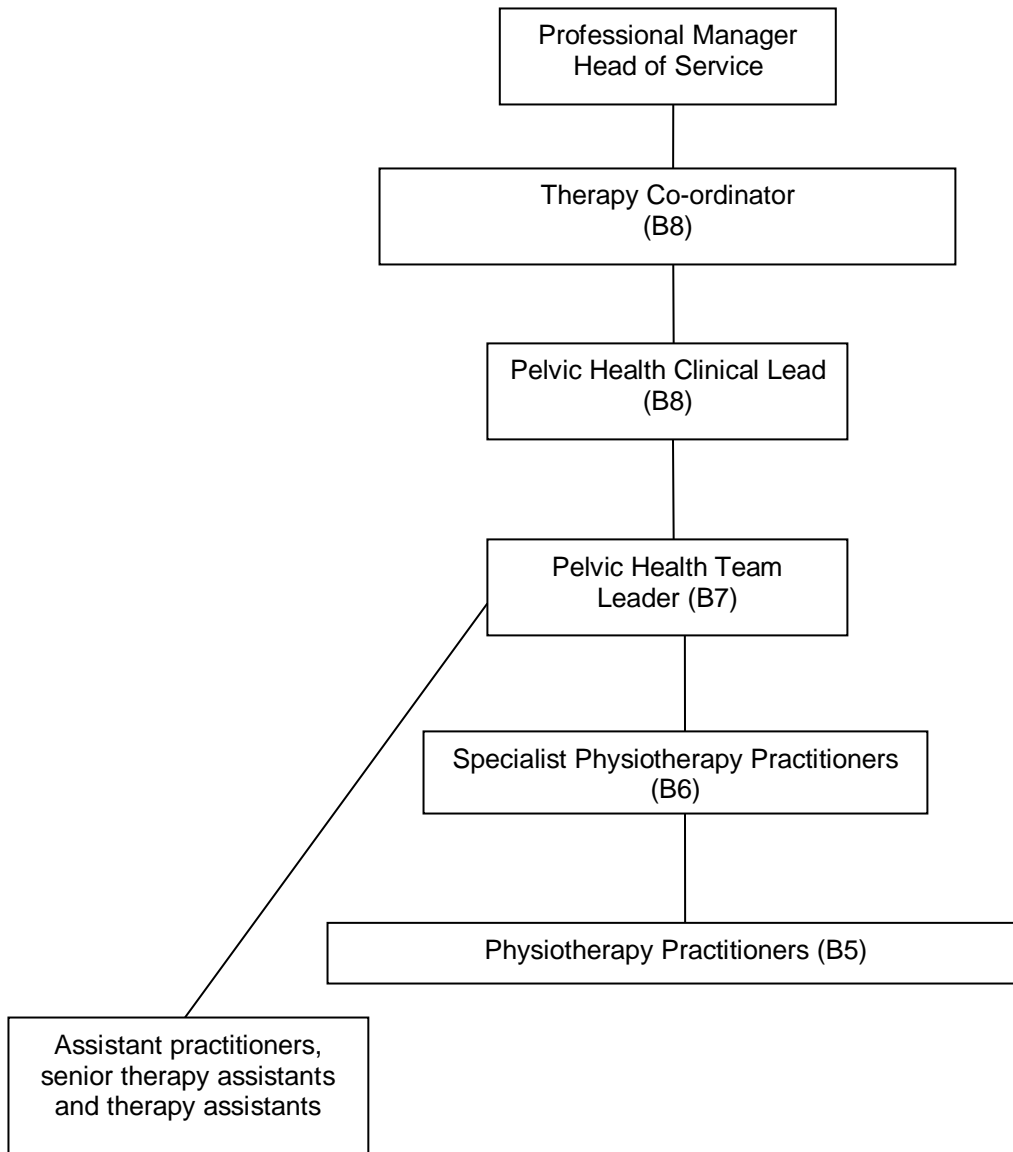 Professional Manager
Head of Service
Therapy Co-ordinator
(B8)
Pelvic Health Clinical Lead
(B8)
Pelvic Health Team
Leader (B7)
Specialist Physiotherapy Practitioners
(B6)
Physiotherapy Practitioners (B5)
Assistant practitioners,
senior therapy assistants
and therapy assistants